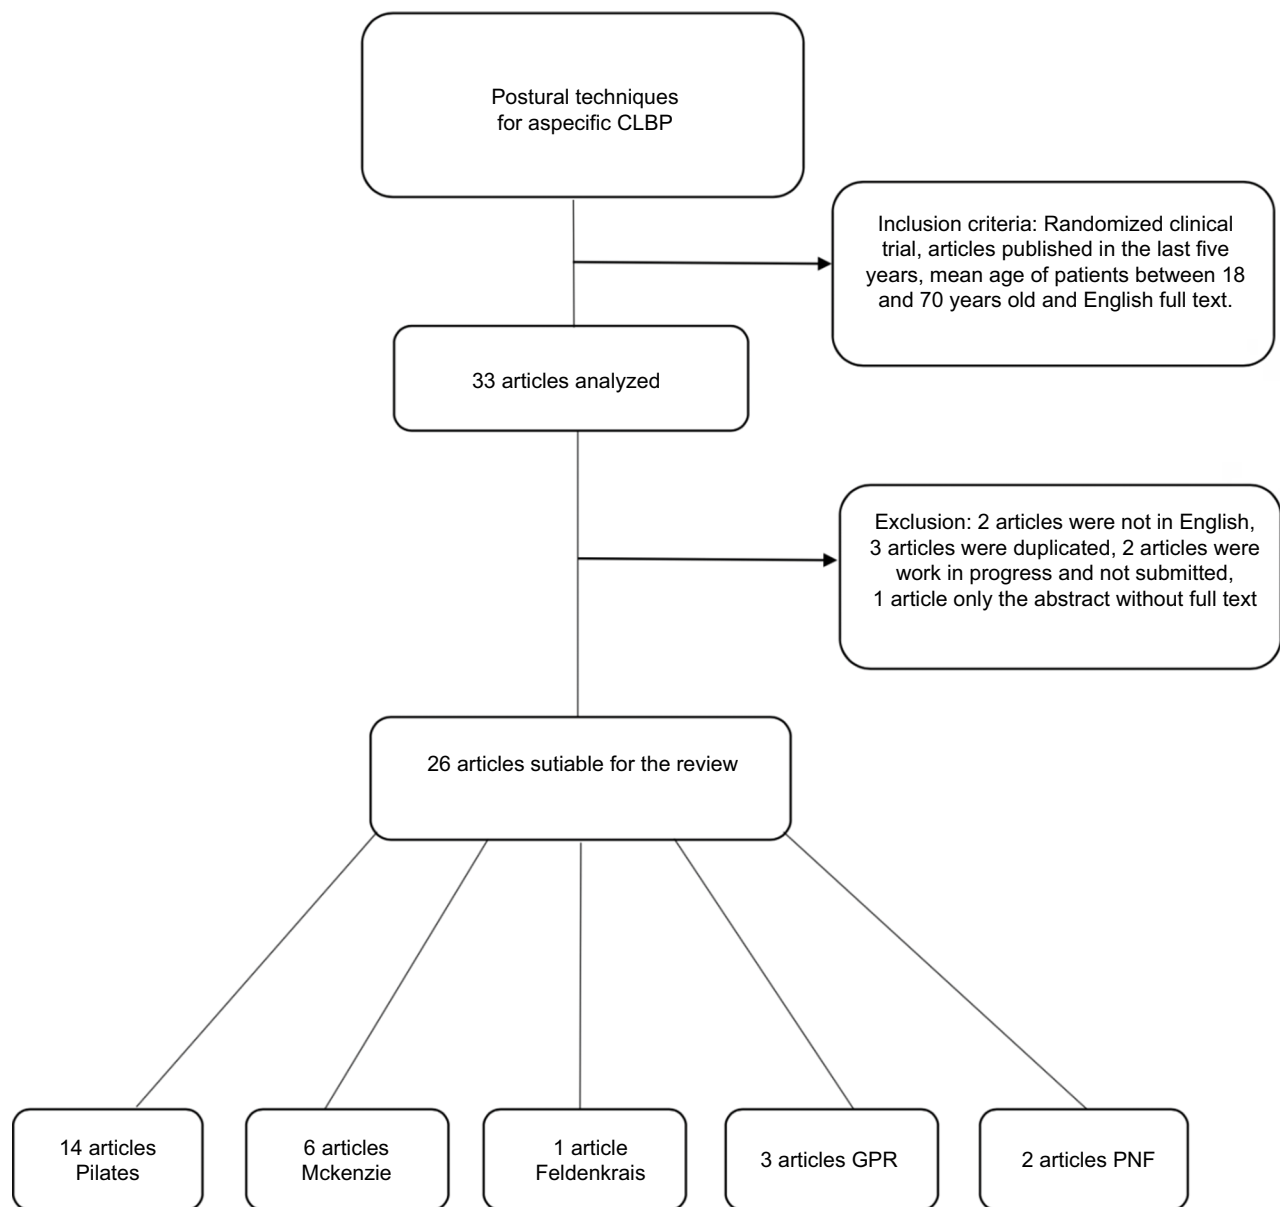 Postural techniques
for aspecific CLBP
Inclusion criteria: Randomized clinical
trial, articles published in the last five
years, mean age of patients between 18
and 70 years old and English full text.
33 articles analyzed
Exclusion: 2 articles were not in English,
3 articles were duplicated, 2 articles were
work in progress and not submitted,
1 article only the abstract without full text
26 articles sutiable for the review
14 articles
Pilates
6 articles
Mckenzie
1 article
Feldenkrais
3 articles GPR
2 articles PNF